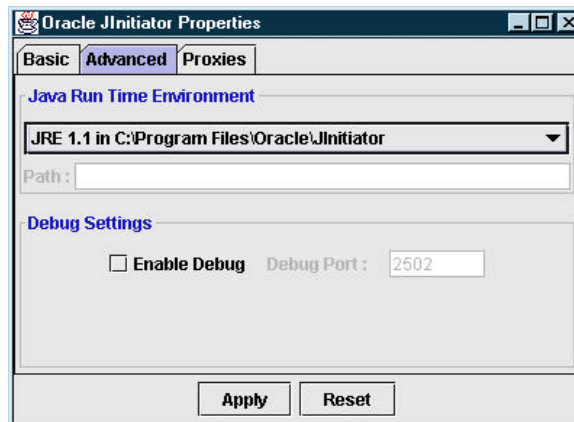 Oracle JInitiator Properties
Basic Advanced Proxies
Java Run Time Environment
JRE 1.1 in C:\Program Files\Oracle\JInitiator
Path :
Debug Settings
Enable Debug Debug Port : 2502
Apply Reset